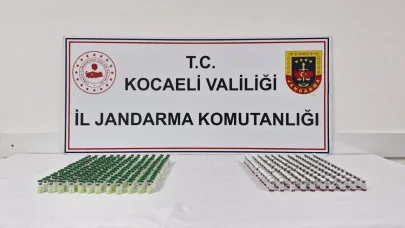 T.C.
KOCAELİ VALİLİĞİ
İL JANDARMA KOMUTANLIĞI
JANDARMA